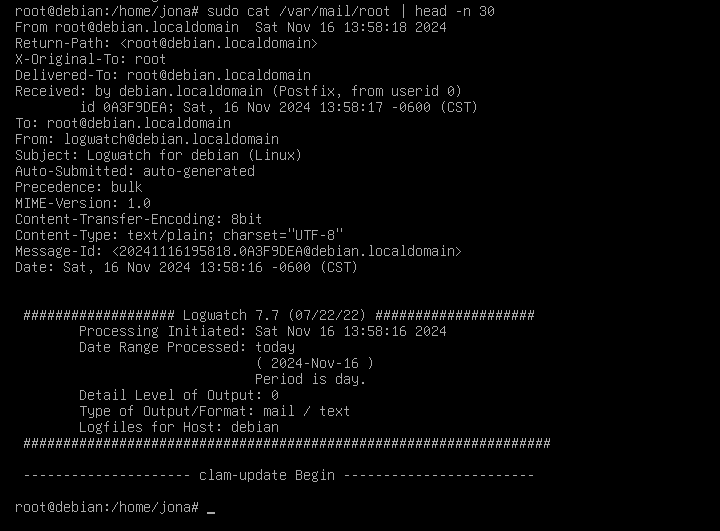 root@debian:/home/jona# sudo cat /var/mail/root | head -n 30
From root@debian.localdomain  Sat Nov 16 13:58:18 2024
Return-Path: <root@debian.localdomain>
X-Original-To: root
Delivered-To: root@debian.localdomain
Received: by debian.localdomain (Postfix, from userid 0)
        id 0A3F9DEA; Sat, 16 Nov 2024 13:58:17 -0600 (CST)
To: root@debian.localdomain
From: logwatch@debian.localdomain
Subject: Logwatch for debian (Linux)
Auto-Submitted: auto-generated
Precedence: bulk
MIME-Version: 1.0
Content-Transfer-Encoding: 8bit
Content-Type: text/plain; charset="UTF-8"
Message-Id: <20241116195818.0A3F9DEA@debian.localdomain>
Date: Sat, 16 Nov 2024 13:58:16 -0600 (CST)

 ################### Logwatch 7.7 (07/22/22) ####################
        Processing Initiated: Sat Nov 16 13:58:16 2024
        Date Range Processed: today
                              ( 2024-Nov-16 )
                              Period is day.
        Detail Level of Output: 0
        Type of Output/Format: mail / text
        Logfiles for Host: debian
 ##################################################################

 --------------------- clam-update Begin ------------------------

root@debian:/home/jona# _